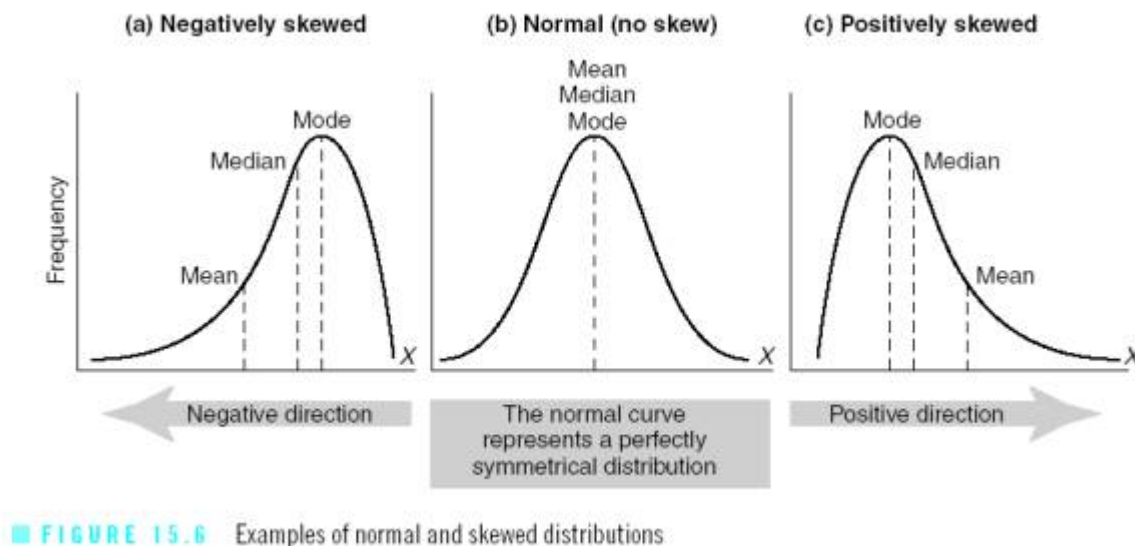 (a) Negatively skewed
(b) Normal (no skew)
(c) Positively skewed
Frequency
Mean
Median
Mode
X
Mean
Median
Mode
X
Mode
Median
Mean
X
Negative direction
The normal curve
represents a perfectly
symmetrical distribution
Positive direction
FIGURE 15.6 Examples of normal and skewed distributions